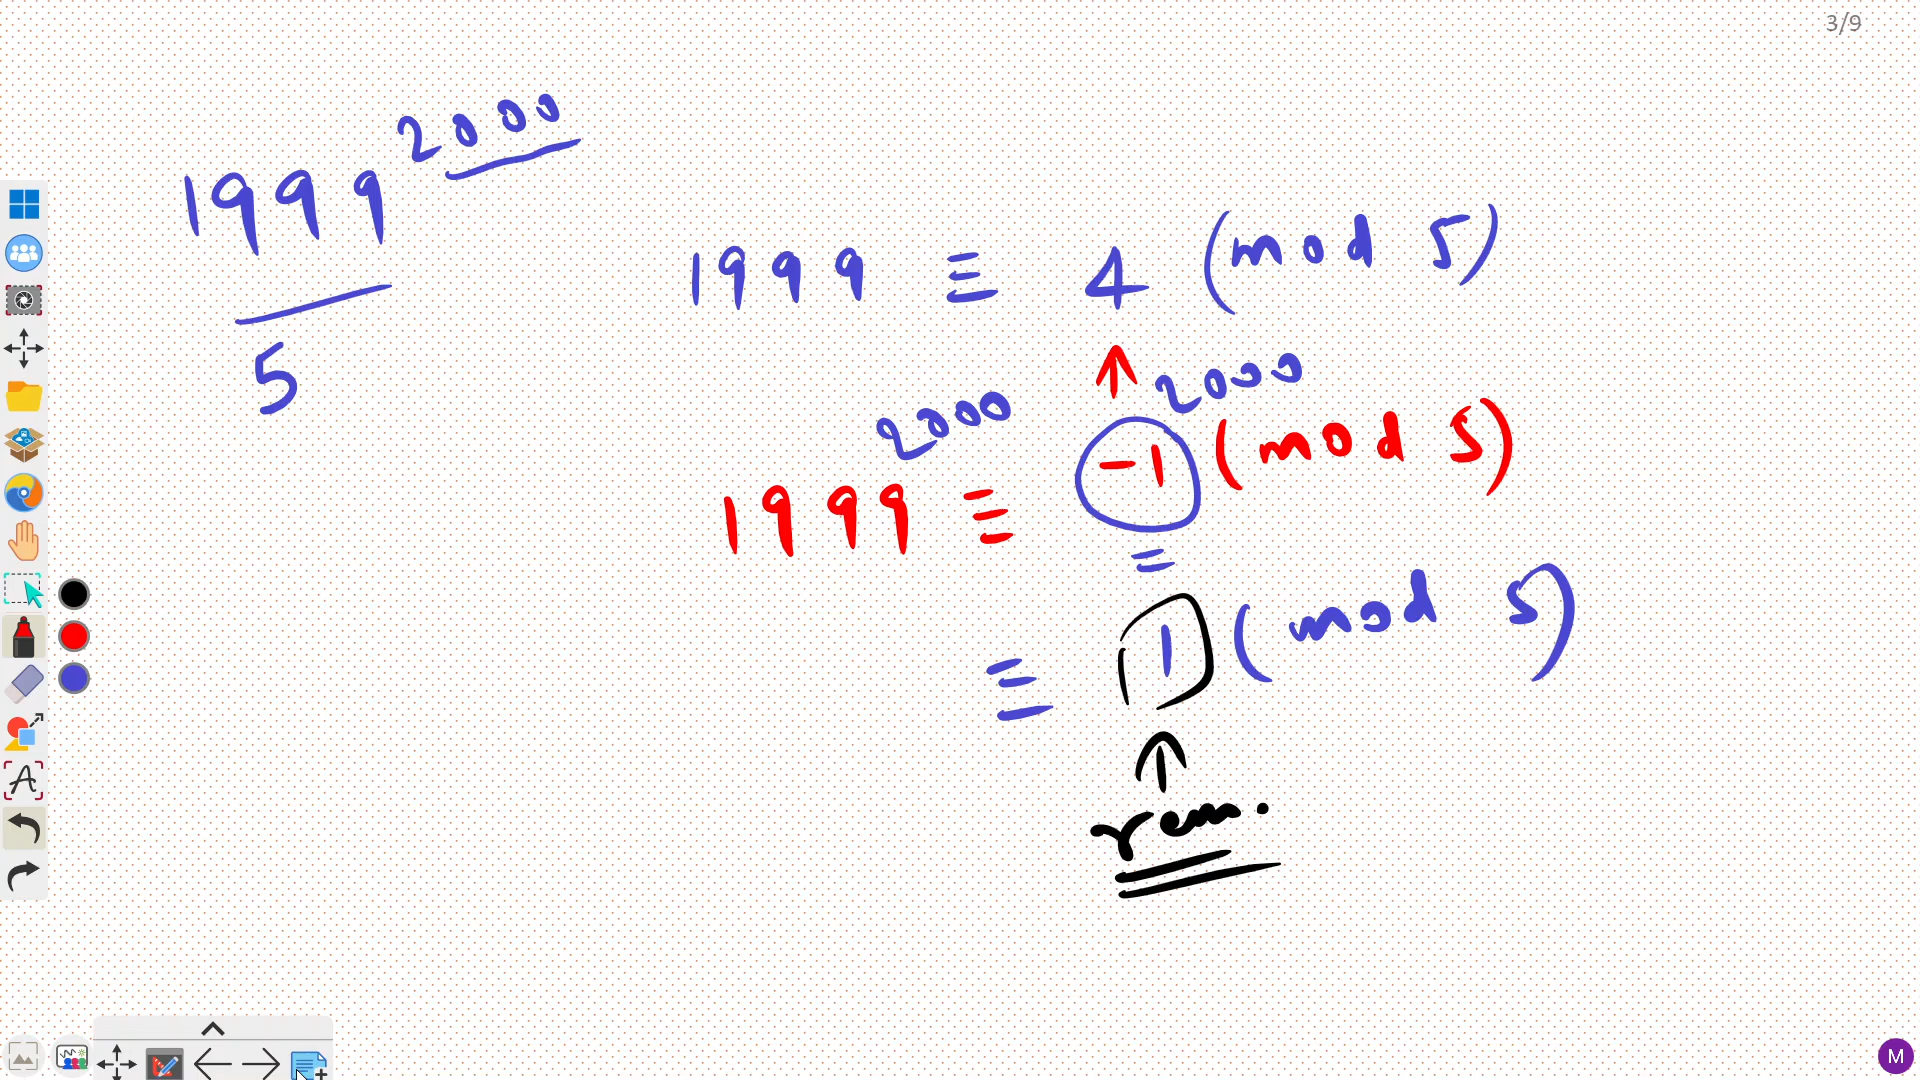 3/9
1999^2000
5
1999 ≡ 4 (mod 5)
1999^2000 ≡ -1^2000 (mod 5)
≡ 1 (mod 5)
rem.
M